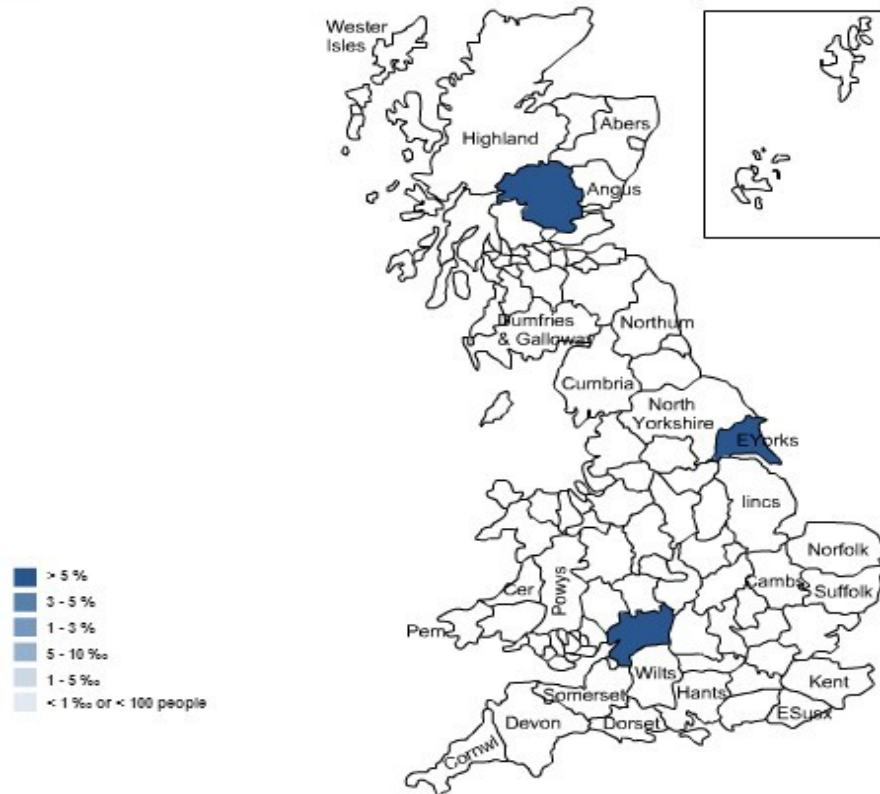 Wester
Isles
Highland
Abers
Angus
Dumfries
& Galloway
Northum
Cumbria
North
Yorkshire
EYorks
lincs
Norfolk
Cambs
Suffolk
Cer
Powys
Pem
Wilts
Somerset
Hants
Kent
ESusx
Devon
Dorset
Cornwl
> 5 %
3 - 5 %
1 - 3 %
5 - 10 ‰
1 - 5 ‰
< 1 ‰ or < 100 people